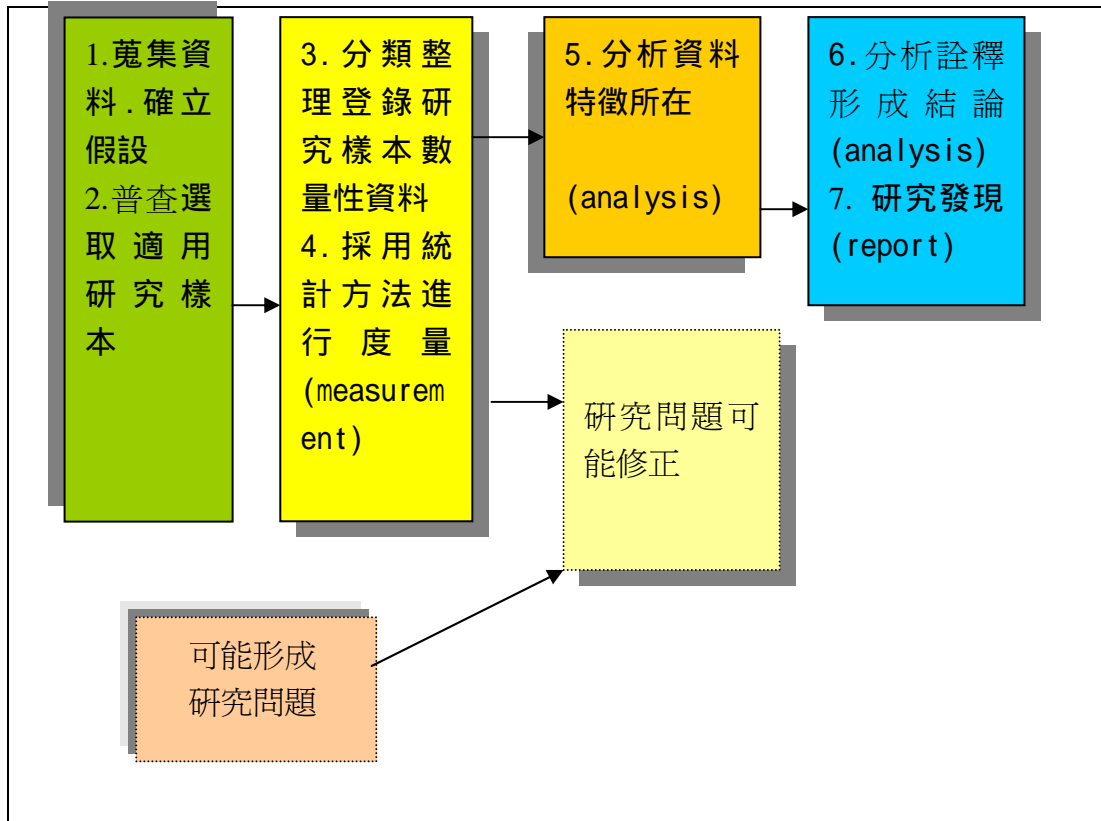 1.蒐集資
料.確立
假設
2.普查選
取適用
研究樣
本
3.分類整
理登錄研
究樣本數
量性資料
4.採用統
計方法進
行度量
(measurem
ent)
5.分析資料
特徵所在
(analysis)
6.分析詮釋
形成結論
(analysis)
7. 研究發現
(report)
研究問題可
能修正
可能形成
研究問題